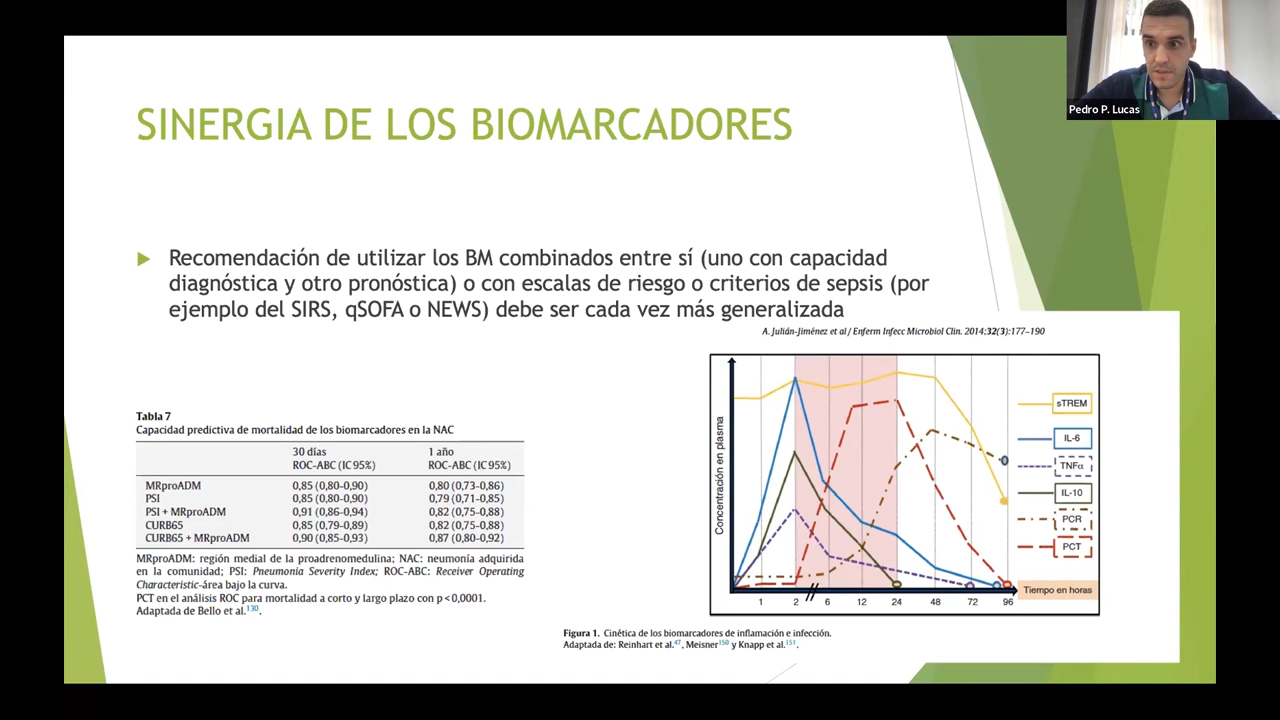 Pedro P. Lucas
SINERGIA DE LOS BIOMARCADORES
Recomendación de utilizar los BM combinados entre sí (uno con capacidad
diagnóstica y otro pronóstica) o con escalas de riesgo o criterios de sepsis (por
ejemplo del SIRS, qSOFA o NEWS) debe ser cada vez más generalizada
A. Julián-Jiménez et al / Enferm Infecc Microbiol Clin. 2014;32(3):177–190
Tabla 7
Capacidad predictiva de mortalidad de los biomarcadores en la NAC
30 días 1 año
ROC-ABC (IC 95%) ROC-ABC (IC 95%)
MRproADM 0,85 (0,80-0,90) 0,80 (0,73-0,86)
PSI 0,85 (0,80-0,90) 0,79 (0,71-0,85)
PSI + MRproADM 0,91 (0,86-0,94) 0,82 (0,75-0,88)
CURB65 0,85 (0,79-0,89) 0,82 (0,75-0,88)
CURB65 + MRproADM 0,90 (0,85-0,93) 0,87 (0,80-0,92)
MRproADM: región medial de la proadrenomedulina; NAC: neumonía adquirida
en la comunidad; PSI: Pneumonia Severity Index; ROC-ABC: Receiver Operating
Characteristic-área bajo la curva.
PCT en el análisis ROC para mortalidad a corto y largo plazo con p < 0,0001.
Adaptada de Bello et al.130.
Concentración en plasma
sTREM
IL-6
TNFα
IL-10
PCR
PCT
Tiempo en horas
1 2 6 12 24 48 72 96
Figura 1. Cinética de los biomarcadores de inflamación e infección.
Adaptada de: Reinhart et al.47, Meisner150 y Knapp et al.151.